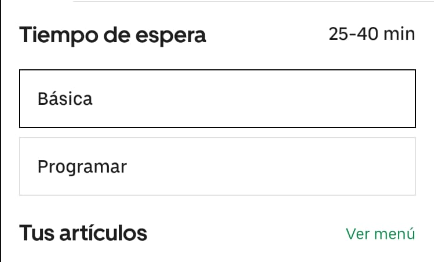 Tiempo de espera 25-40 min
Básica
Programar
Tus artículos Ver menú